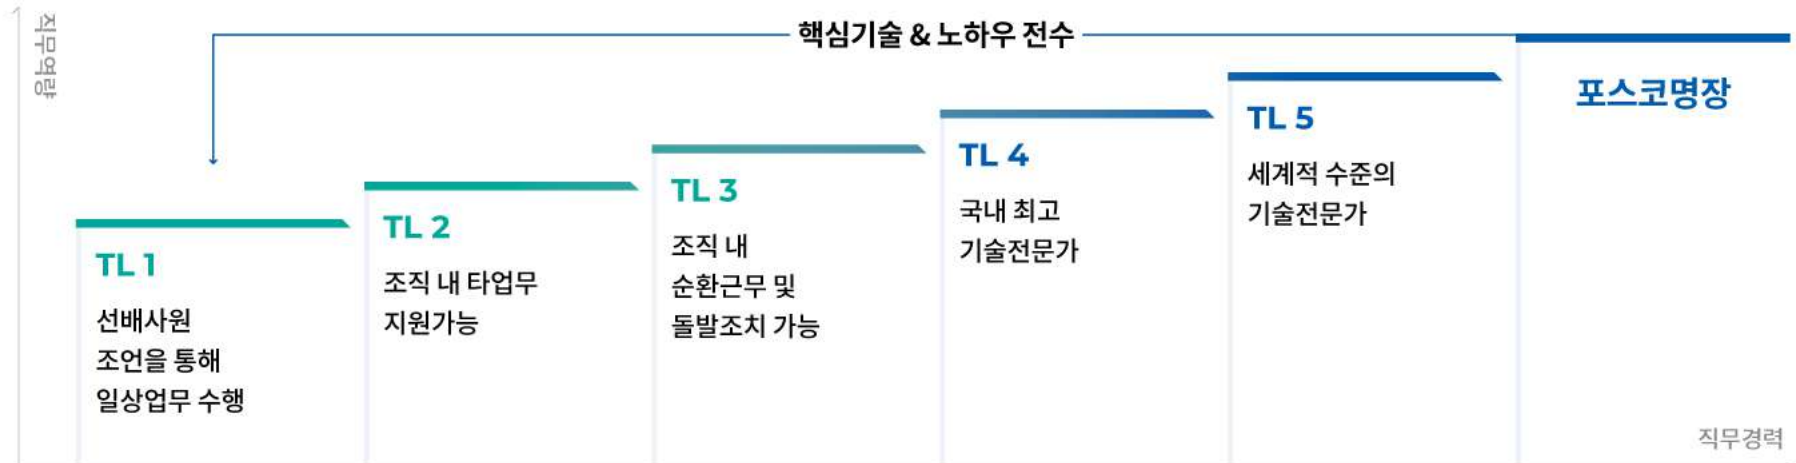 직무역량
핵심기술 & 노하우 전수
TL 1
선배사원
조언을 통해
일상업무 수행
TL 2
조직 내 타업무
지원가능
TL 3
조직 내
순환근무 및
돌발조치 가능
TL 4
국내 최고
기술전문가
TL 5
세계적 수준의
기술전문가
포스코명장
직무경력